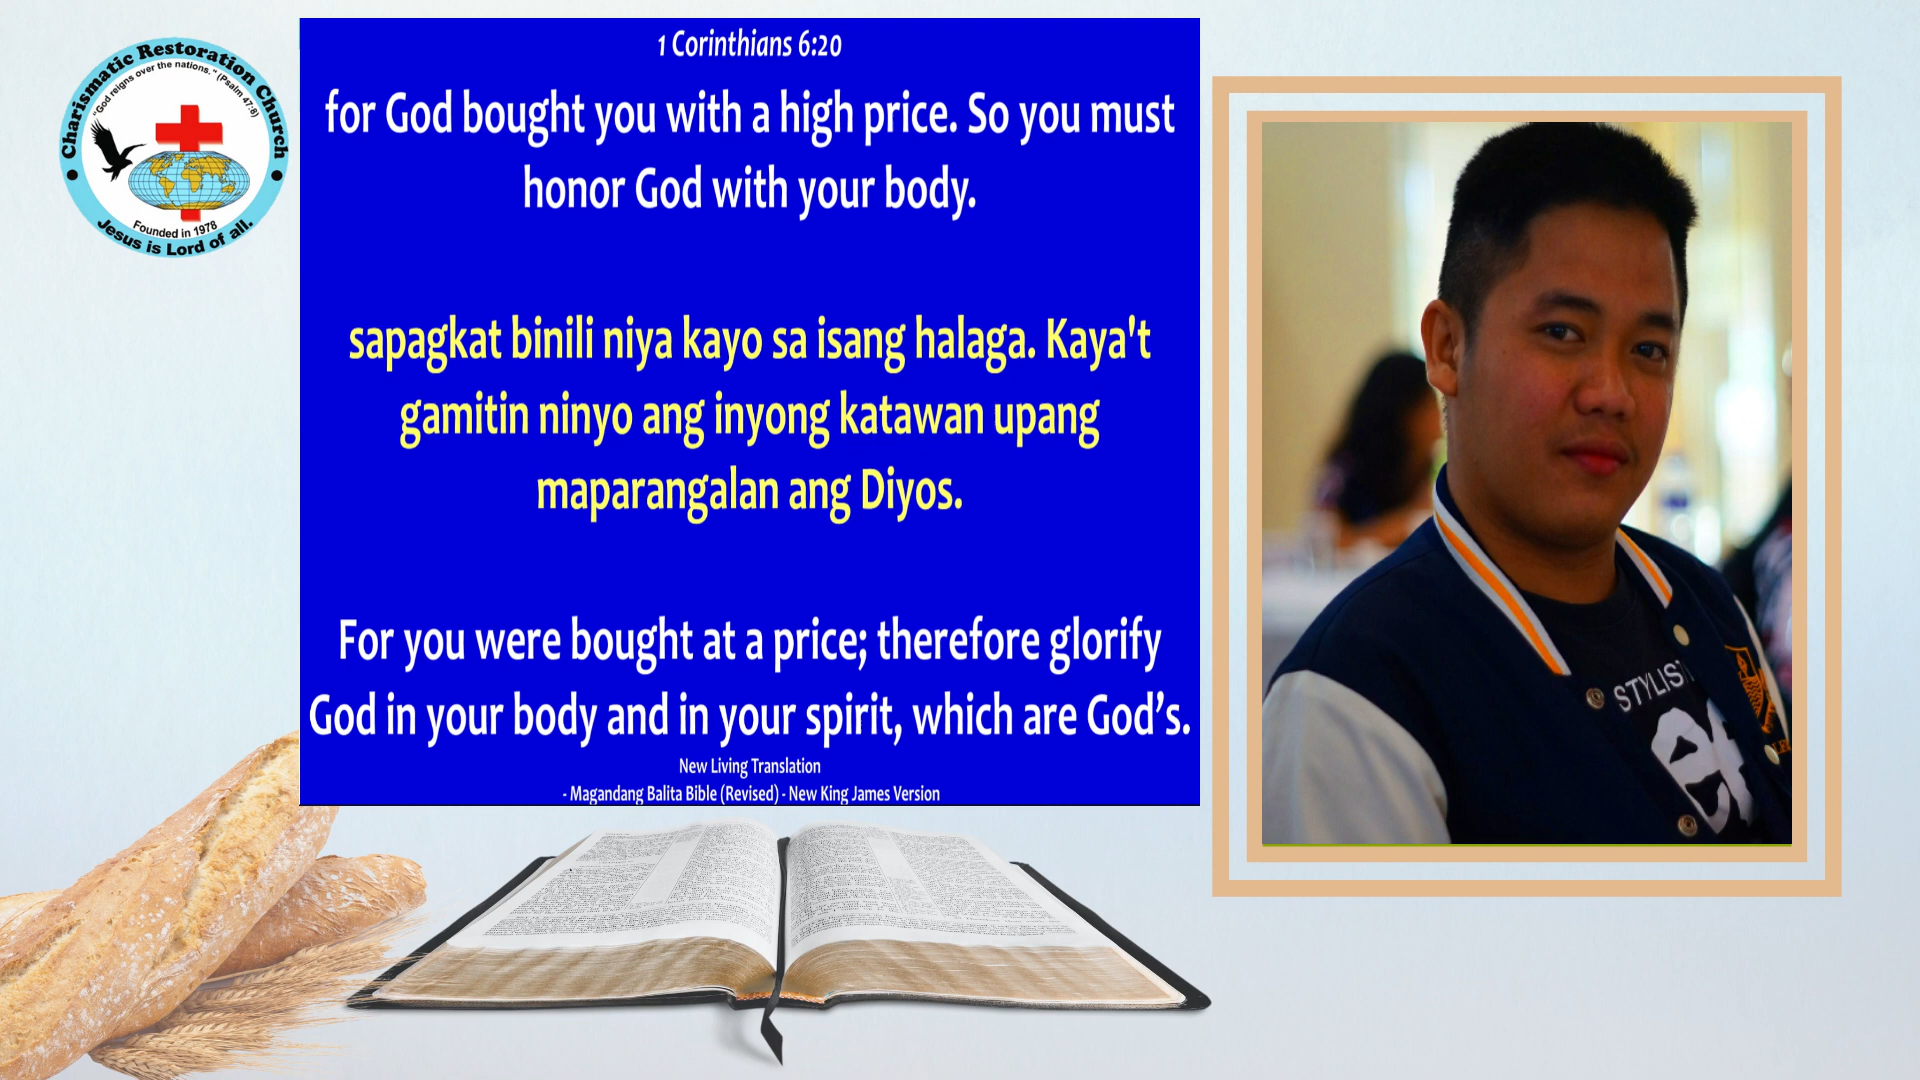 Charismatic Restoration Church
"God reigns over the nations." (Psalm 47:8)
Founded in 1978
Jesus is Lord of all.
1 Corinthians 6:20
for God bought you with a high price. So you must
honor God with your body.
sapagkat binili niya kayo sa isang halaga. Kaya't
gamitin ninyo ang inyong katawan upang
maparangalan ang Diyos.
For you were bought at a price; therefore glorify
God in your body and in your spirit, which are God’s.
New Living Translation
- Magandang Balita Bible (Revised) - New King James Version